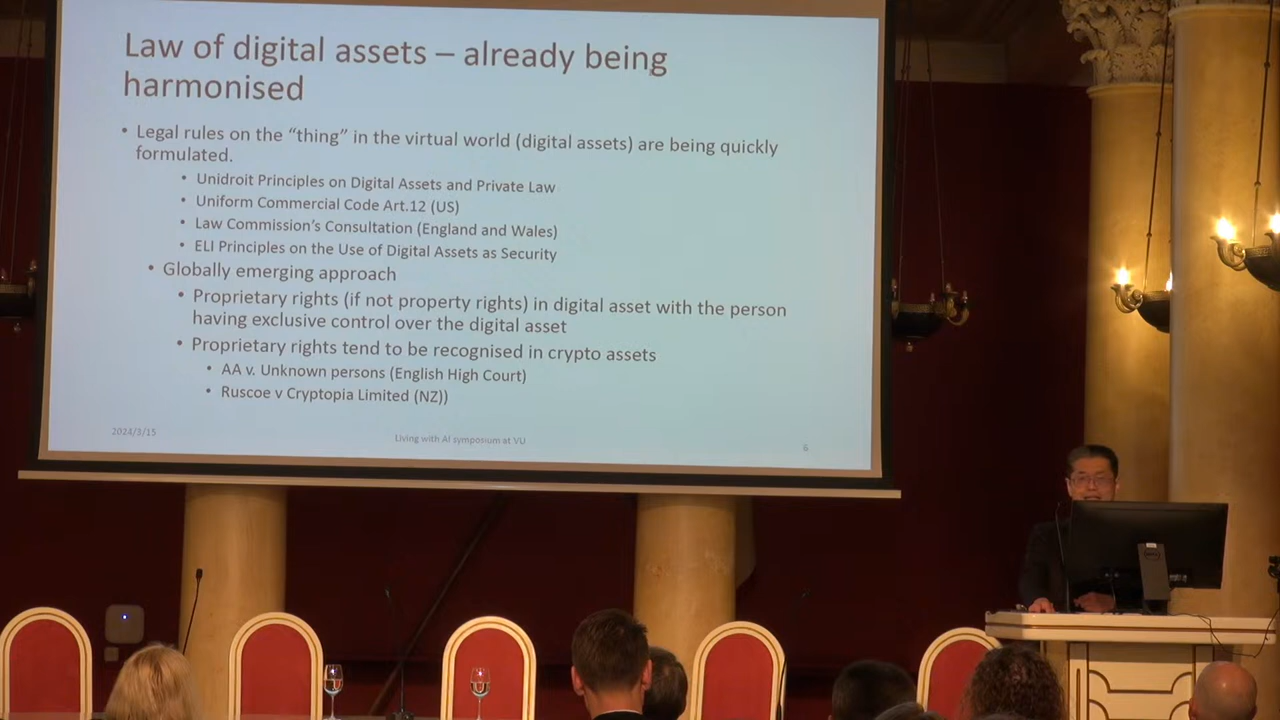 Law of digital assets – already being
harmonised
• Legal rules on the “thing” in the virtual world (digital assets) are being quickly
formulated.
• Unidroit Principles on Digital Assets and Private Law
• Uniform Commercial Code Art.12 (US)
• Law Commission’s Consultation (England and Wales)
• ELI Principles on the Use of Digital Assets as Security
• Globally emerging approach
• Proprietary rights (if not property rights) in digital asset with the person
having exclusive control over the digital asset
• Proprietary rights tend to be recognised in crypto assets
• AA v. Unknown persons (English High Court)
• Ruscoe v Cryptopia Limited (NZ))
2024/3/15
Living with AI symposium at VU
6